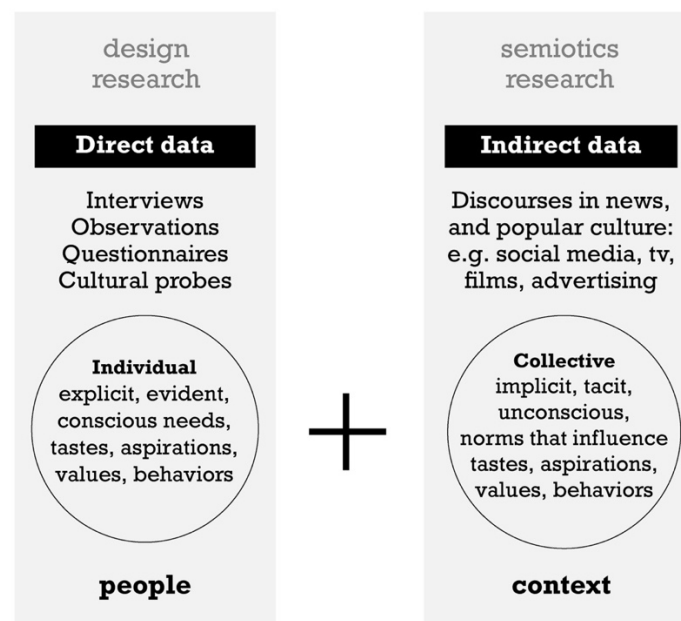 design
research
Direct data
Interviews
Observations
Questionnaires
Cultural probes
Individual
explicit, evident,
conscious needs,
tastes, aspirations,
values, behaviors
people
+
semiotics
research
Indirect data
Discourses in news,
and popular culture:
e.g. social media, tv,
films, advertising
Collective
implicit, tacit,
unconscious,
norms that influence
tastes, aspirations,
values, behaviors
context